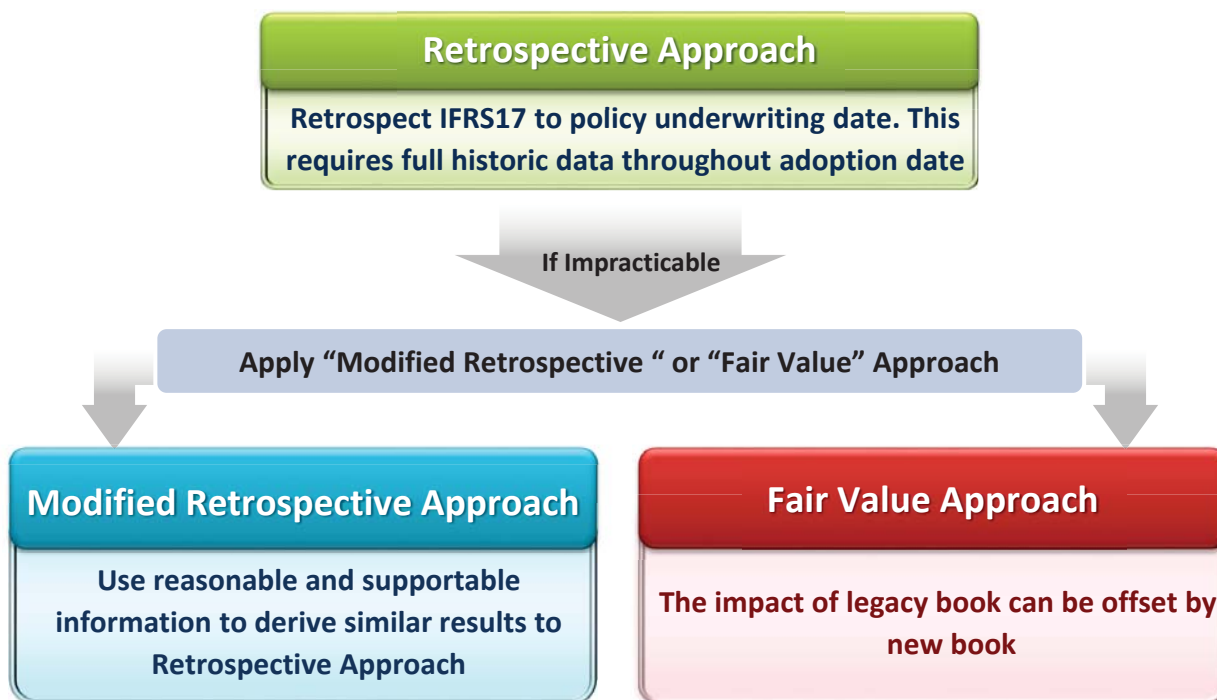 Retrospective Approach
Retrospect IFRS17 to policy underwriting date. This
requires full historic data throughout adoption date
If Impracticable
Apply “Modified Retrospective “ or “Fair Value” Approach
Modified Retrospective Approach
Use reasonable and supportable
information to derive similar results to
Retrospective Approach
Fair Value Approach
The impact of legacy book can be offset by
new book